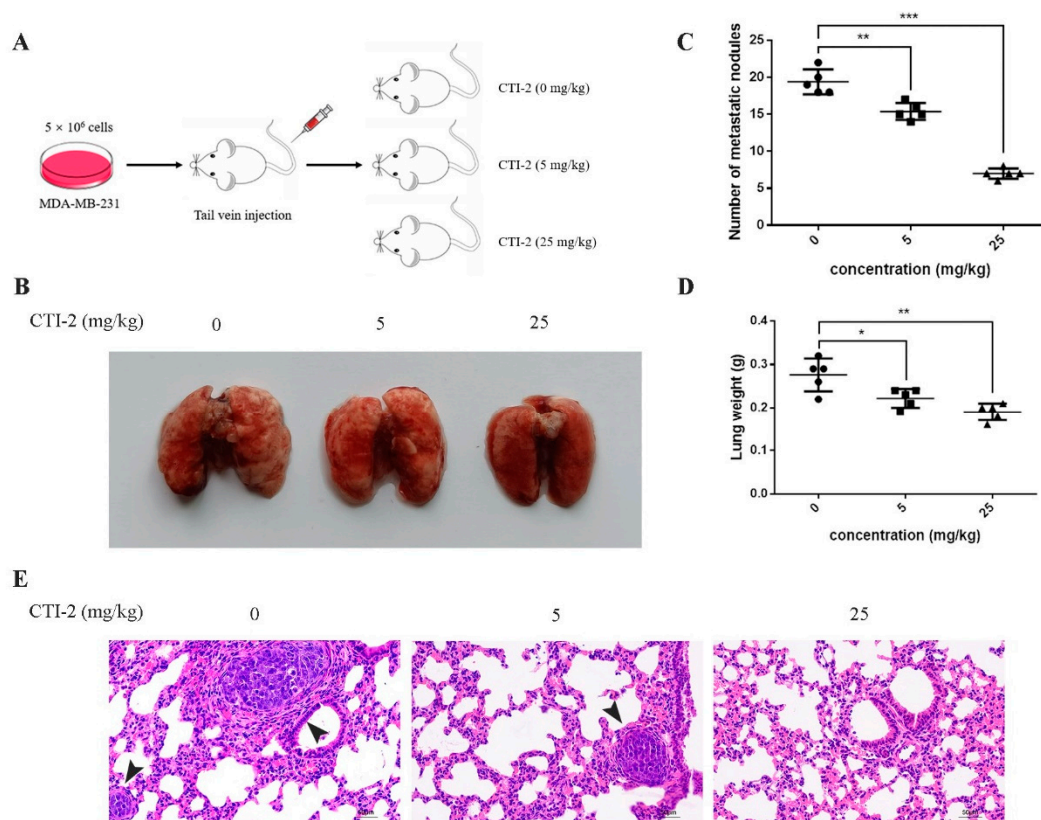 A
5 × 10⁶ cells
MDA-MB-231
Tail vein injection
CTI-2 (0 mg/kg)
CTI-2 (5 mg/kg)
CTI-2 (25 mg/kg)
B
CTI-2 (mg/kg) 0 5 25
C
***
**
Number of metastatic nodules
25
20
15
10
5
0
0 5 25
concentration (mg/kg)
D
**
*
Lung weight (g)
0.4
0.3
0.2
0.1
0.0
0 5 25
concentration (mg/kg)
E
CTI-2 (mg/kg) 0 5 25